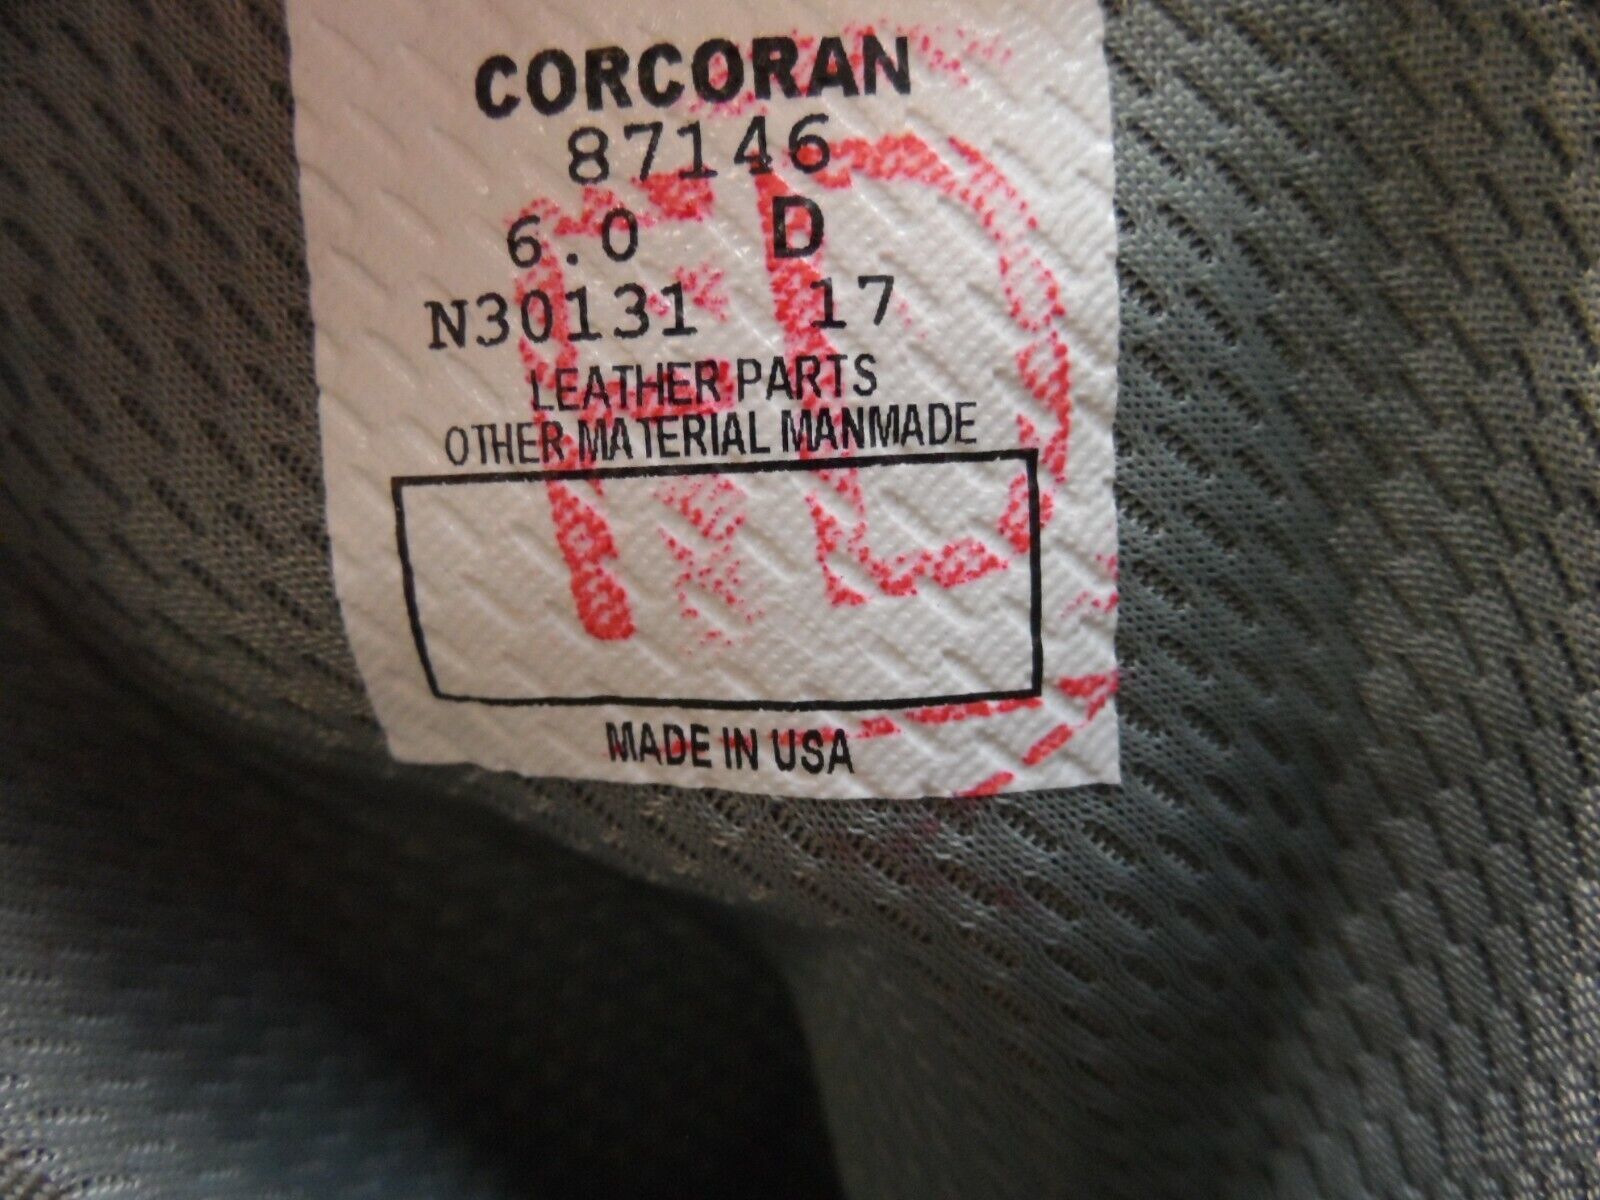 CORCORAN
87146
6.0 D
N30131 17
LEATHER PARTS
OTHER MATERIAL MANMADE
MADE IN USA